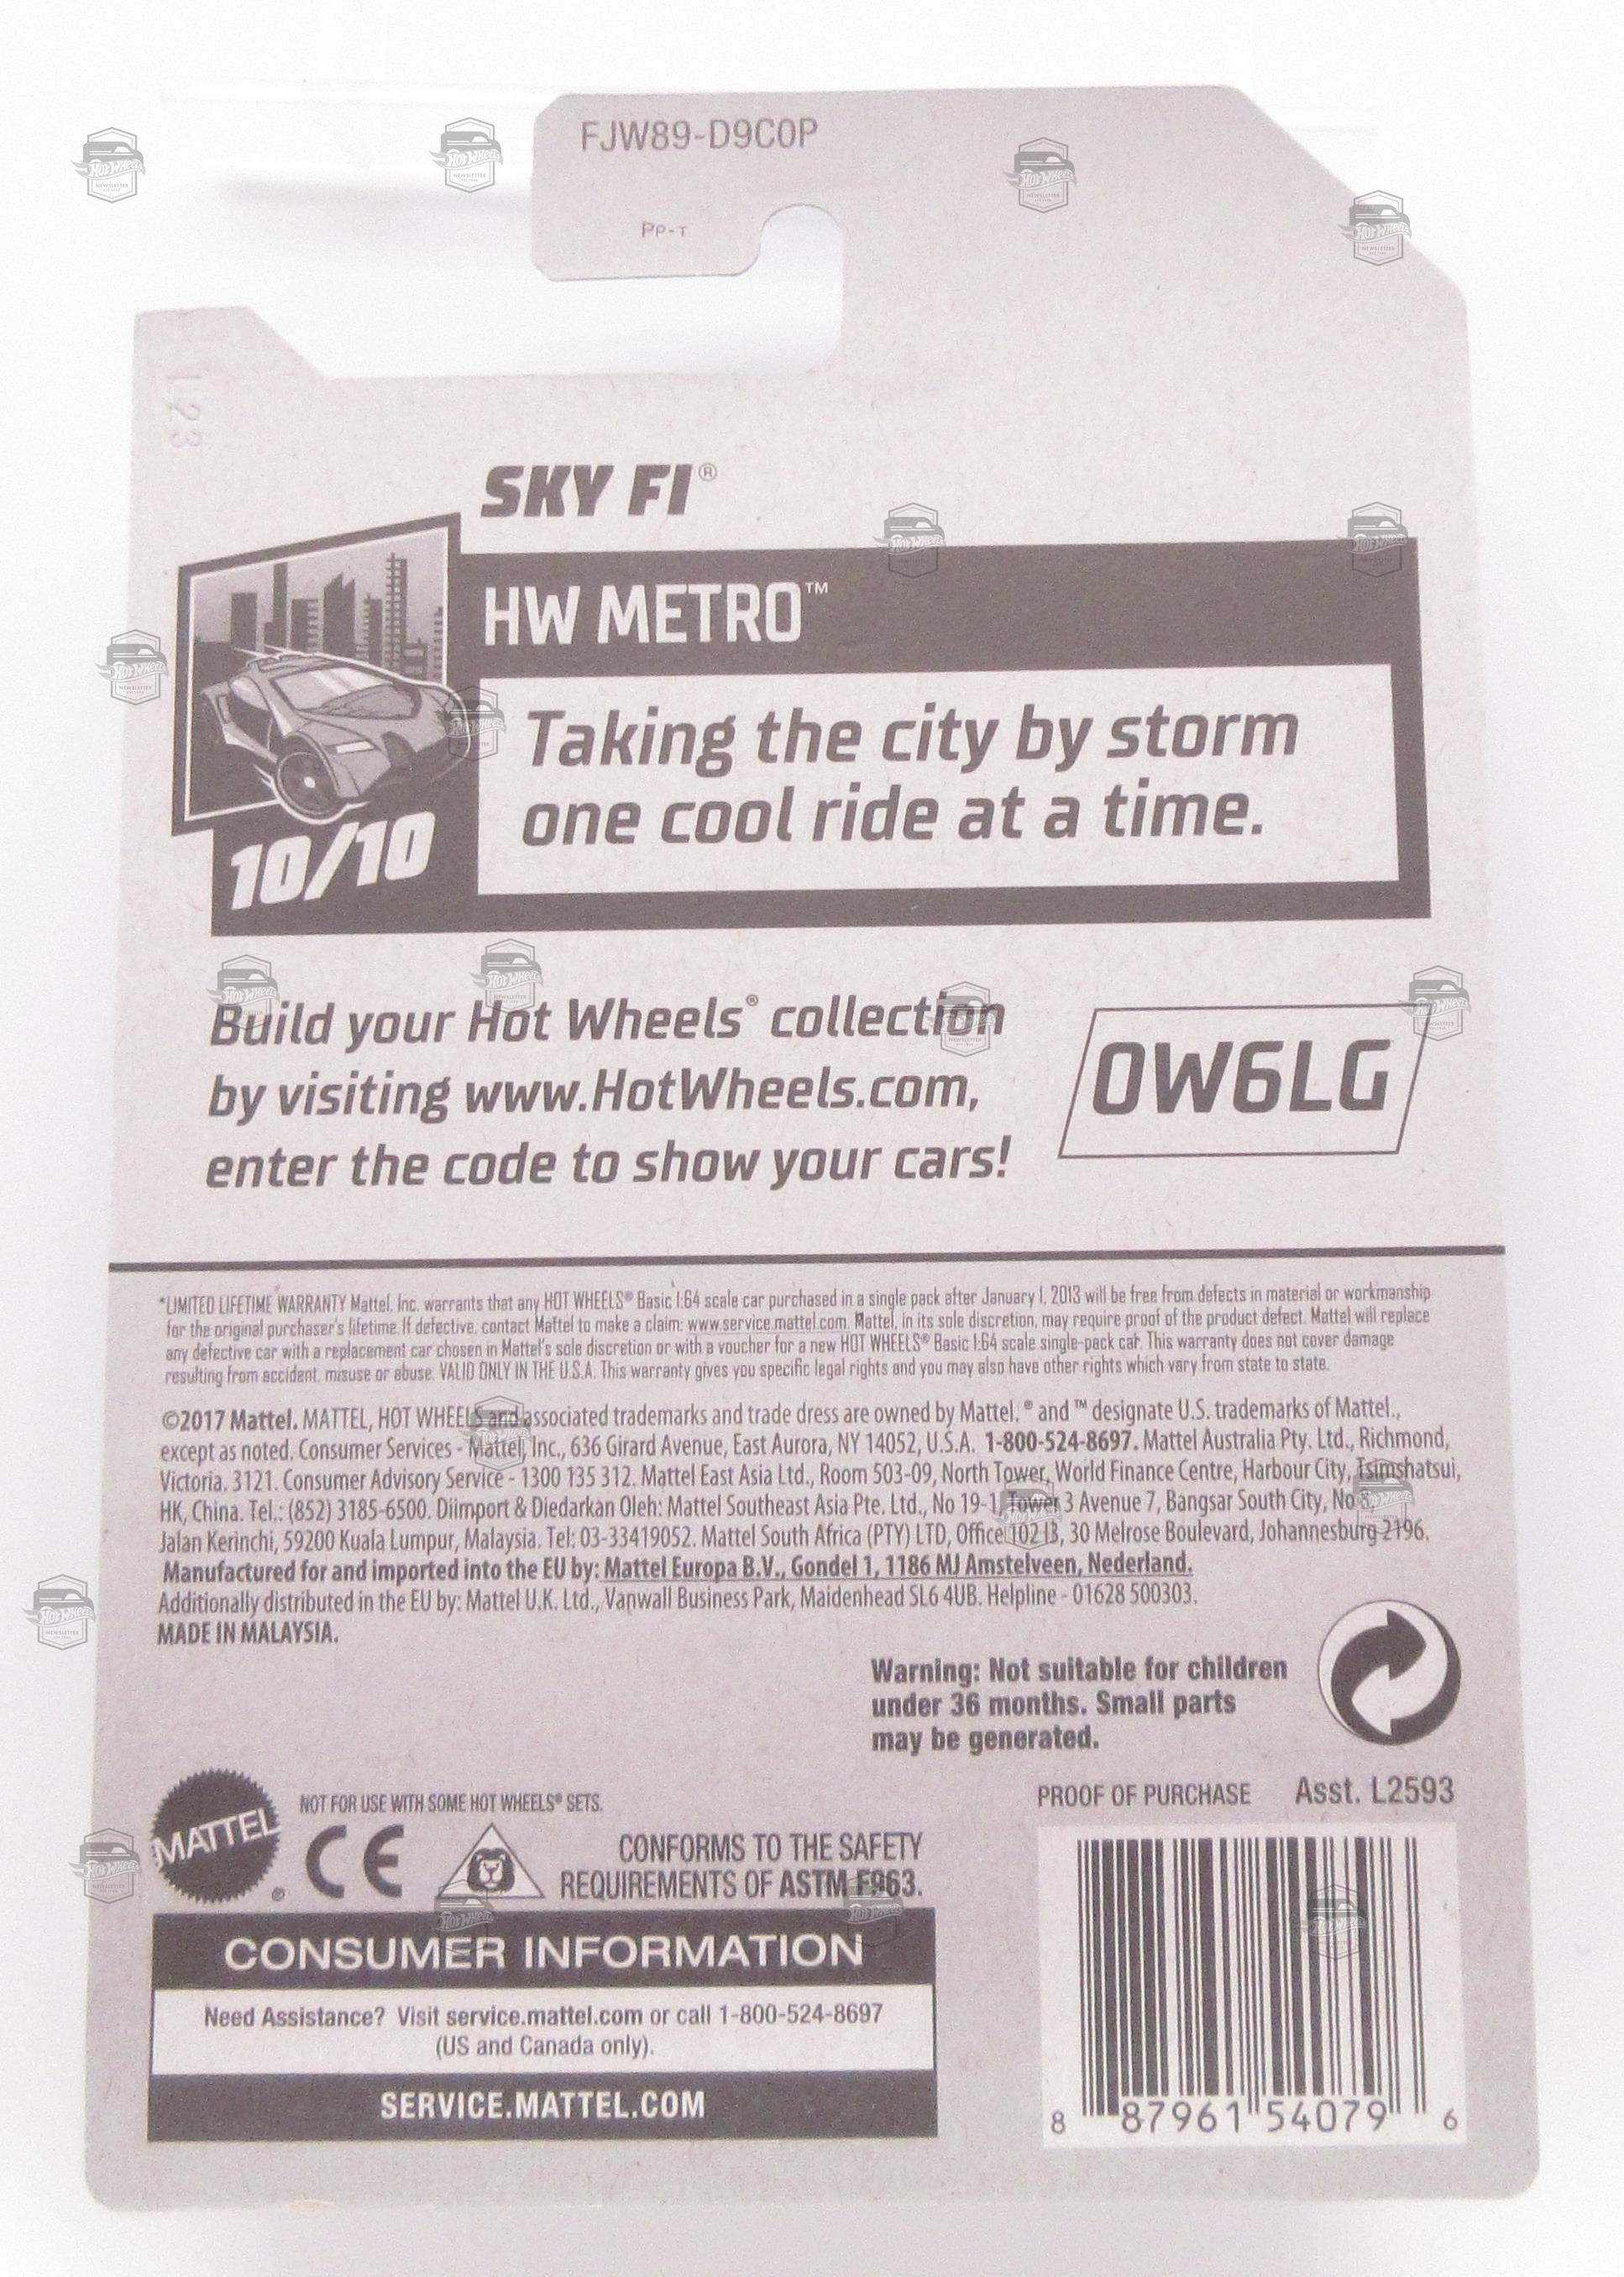 FJW89-D9C0P
PP-T
L23
SKY FI®
HW METRO™
Taking the city by storm
one cool ride at a time.
10/10
Build your Hot Wheels® collection
by visiting www.HotWheels.com,
enter the code to show your cars!
0W6LG
*LIMITED LIFETIME WARRANTY Mattel, Inc. warrants that any HOT WHEELS® Basic 1:64 scale car purchased in a single pack after January 1, 2013 will be free from defects in material or workmanship
for the original purchaser's lifetime. If defective, contact Mattel to make a claim: www.service.mattel.com. Mattel, in its sole discretion, may require proof of the product defect. Mattel will replace
any defective car with a replacement car chosen in Mattel's sole discretion or with a voucher for a new HOT WHEELS® Basic 1:64 scale single-pack car. This warranty does not cover damage
resulting from accident, misuse or abuse. VALID ONLY IN THE U.S.A. This warranty gives you specific legal rights and you may also have other rights which vary from state to state.
©2017 Mattel. MATTEL, HOT WHEELS and associated trademarks and trade dress are owned by Mattel. ® and ™ designate U.S. trademarks of Mattel.,
except as noted. Consumer Services - Mattel, Inc., 636 Girard Avenue, East Aurora, NY 14052, U.S.A. 1-800-524-8697. Mattel Australia Pty. Ltd., Richmond,
Victoria. 3121. Consumer Advisory Service - 1300 135 312. Mattel East Asia Ltd., Room 503-09, North Tower, World Finance Centre, Harbour City, Tsimshatsui,
HK, China. Tel.: (852) 3185-6500. Diimport & Diedarkan Oleh: Mattel Southeast Asia Pte. Ltd., No 19-1, Tower 3 Avenue 7, Bangsar South City, No 8,
Jalan Kerinchi, 59200 Kuala Lumpur, Malaysia. Tel: 03-33419052. Mattel South Africa (PTY) LTD, Office 102 I3, 30 Melrose Boulevard, Johannesburg 2196.
Manufactured for and imported into the EU by: Mattel Europa B.V., Gondel 1, 1186 MJ Amstelveen, Nederland.
Additionally distributed in the EU by: Mattel U.K. Ltd., Vanwall Business Park, Maidenhead SL6 4UB. Helpline - 01628 500303.
MADE IN MALAYSIA.
Warning: Not suitable for children
under 36 months. Small parts
may be generated.
MATTEL®
NOT FOR USE WITH SOME HOT WHEELS® SETS.
CE
CONFORMS TO THE SAFETY
REQUIREMENTS OF ASTM F963.
PROOF OF PURCHASE Asst. L2593
CONSUMER INFORMATION
Need Assistance? Visit service.mattel.com or call 1-800-524-8697
(US and Canada only).
SERVICE.MATTEL.COM
8 87961 54079 6